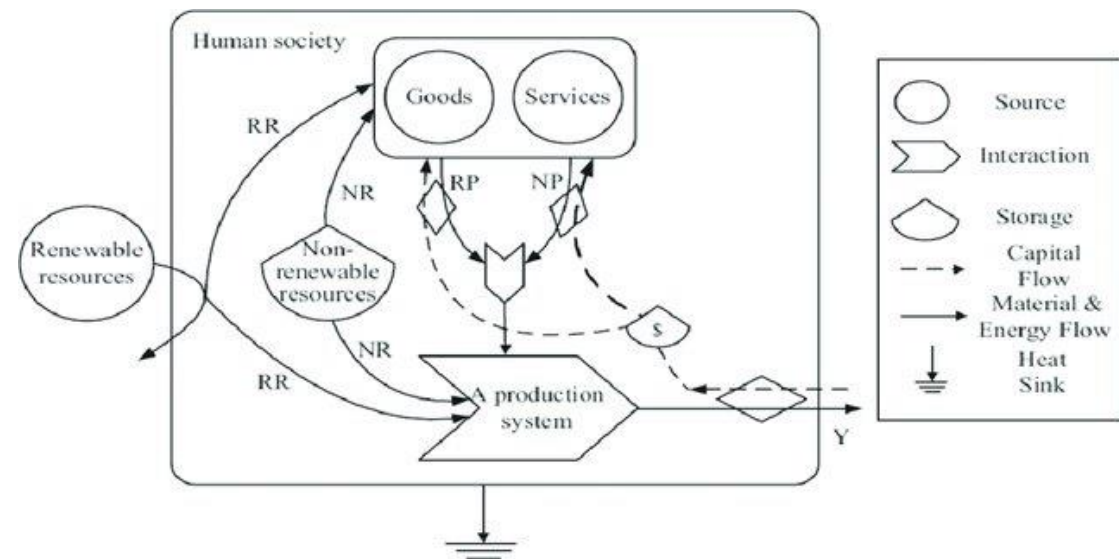 Human society
Goods
Services
RR
RP
NP
NR
Renewable
resources
Non-
renewable
resources
$
NR
RR
A production
system
Y
Source
Interaction
Storage
Capital
Flow
Material &
Energy Flow
Heat
Sink